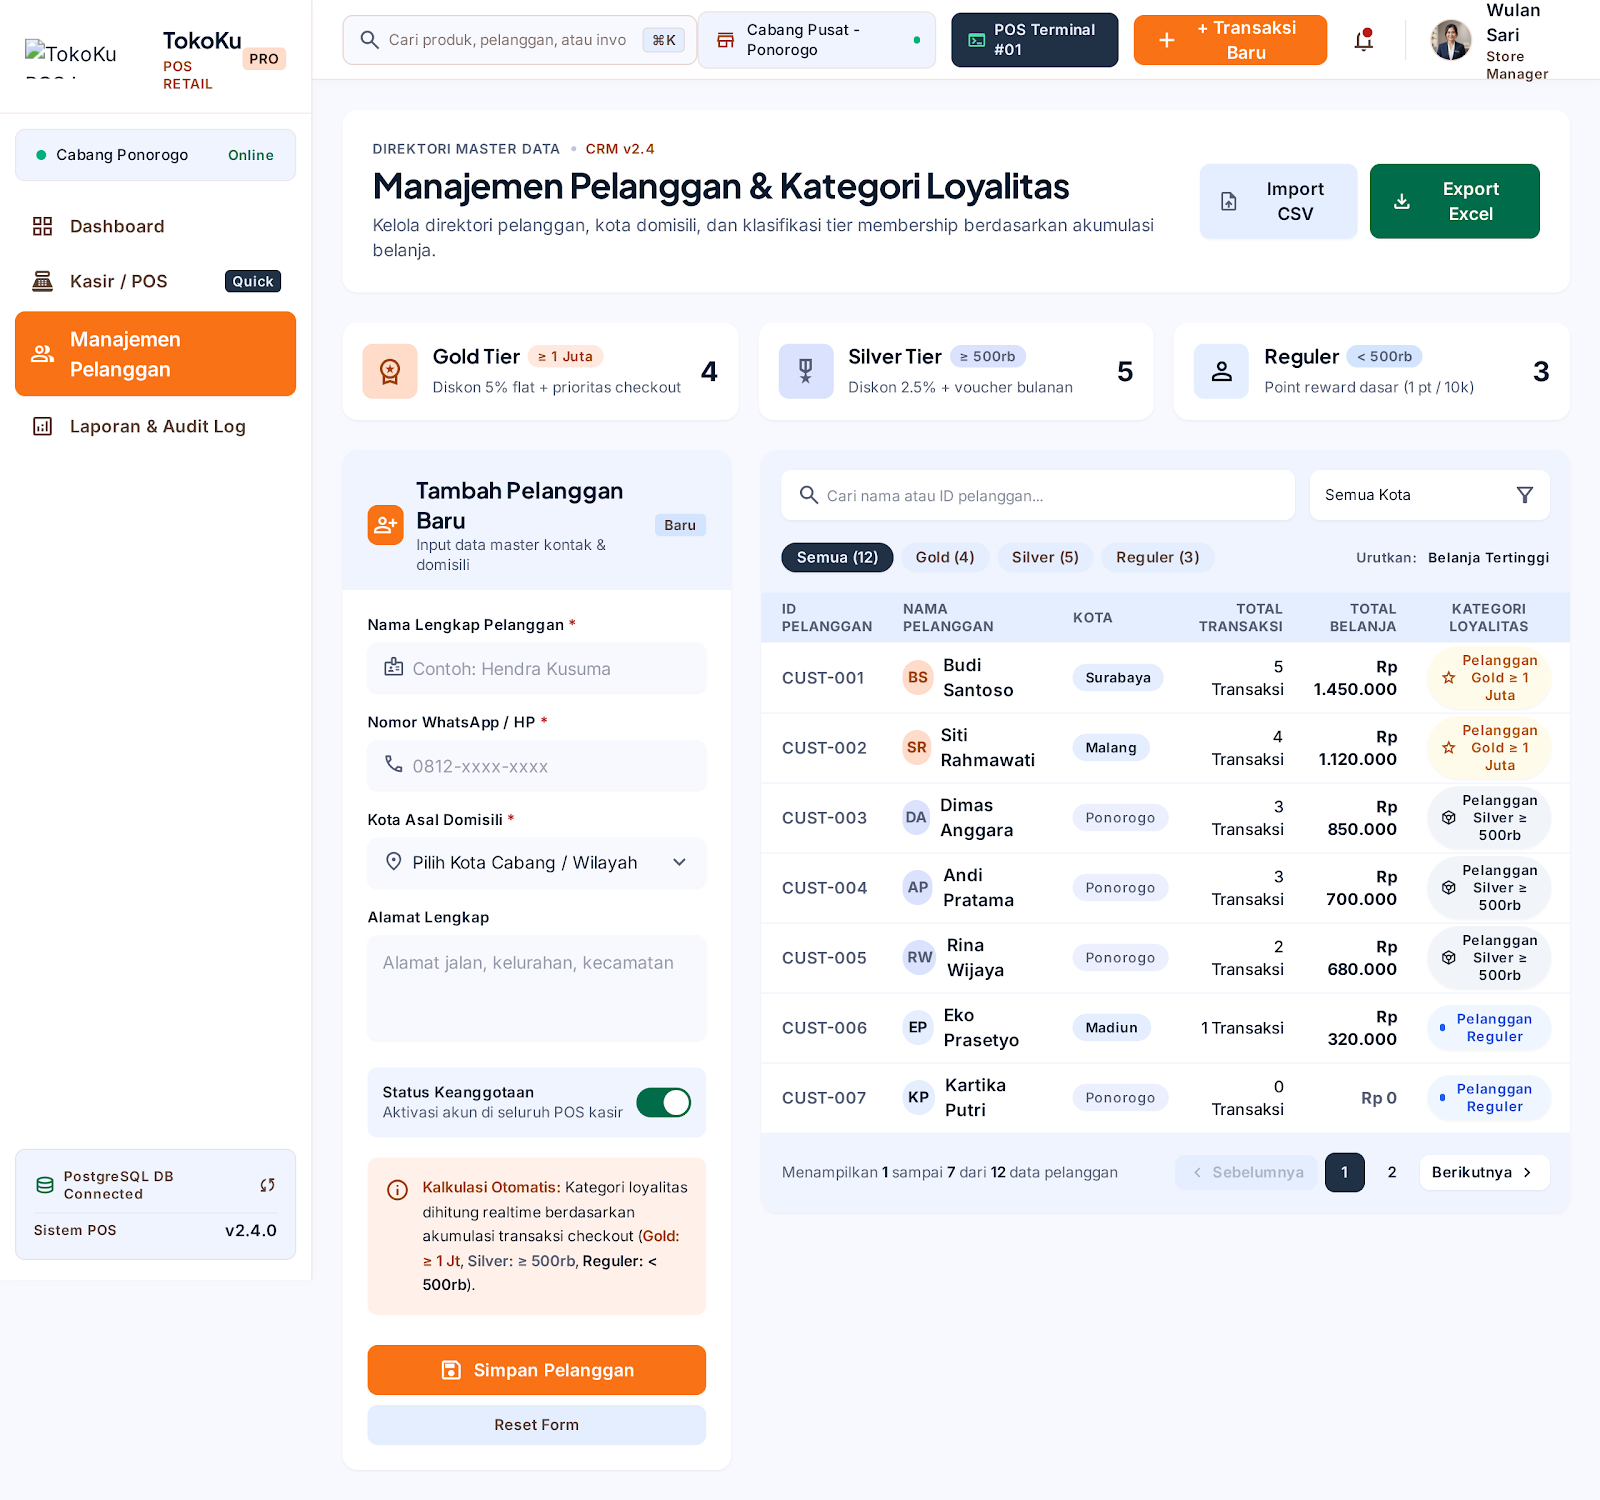 TokoKu
TokoKu
POS
RETAIL
PRO
Cabang Ponorogo
Online
Dashboard
Kasir / POS
Quick
Manajemen
Pelanggan
Laporan & Audit Log
PostgreSQL DB
Connected
Sistem POS
v2.4.0
Cari produk, pelanggan, atau invo
⌘K
Cabang Pusat -
Ponorogo
POS Terminal
#01
+ Transaksi
Baru
Wulan
Sari
Store
Manager
DIREKTORI MASTER DATA • CRM v2.4
Manajemen Pelanggan & Kategori Loyalitas
Kelola direktori pelanggan, kota domisili, dan klasifikasi tier membership berdasarkan akumulasi
belanja.
Import
CSV
Export
Excel
Gold Tier
≥ 1 Juta
Diskon 5% flat + prioritas checkout
4
Silver Tier
≥ 500rb
Diskon 2.5% + voucher bulanan
5
Reguler
< 500rb
Point reward dasar (1 pt / 10k)
3
Tambah Pelanggan
Baru
Input data master kontak &
domisili
Baru
Nama Lengkap Pelanggan *
Contoh: Hendra Kusuma
Nomor WhatsApp / HP *
0812-xxxx-xxxx
Kota Asal Domisili *
Pilih Kota Cabang / Wilayah
Alamat Lengkap
Alamat jalan, kelurahan, kecamatan
Status Keanggotaan
Aktivasi akun di seluruh POS kasir
Kalkulasi Otomatis: Kategori loyalitas
dihitung realtime berdasarkan
akumulasi transaksi checkout (Gold:
≥ 1 Jt, Silver: ≥ 500rb, Reguler: <
500rb).
Simpan Pelanggan
Reset Form
Cari nama atau ID pelanggan...
Semua Kota
Semua (12)
Gold (4)
Silver (5)
Reguler (3)
Urutkan: Belanja Tertinggi
ID
PELANGGAN
NAMA
PELANGGAN
KOTA
TOTAL
TRANSAKSI
TOTAL
BELANJA
KATEGORI
LOYALITAS
CUST-001
BS
Budi
Santoso
Surabaya
5
Transaksi
Rp
1.450.000
Pelanggan
Gold ≥ 1
Juta
CUST-002
SR
Siti
Rahmawati
Malang
4
Transaksi
Rp
1.120.000
Pelanggan
Gold ≥ 1
Juta
CUST-003
DA
Dimas
Anggara
Ponorogo
3
Transaksi
Rp
850.000
Pelanggan
Silver ≥
500rb
CUST-004
AP
Andi
Pratama
Ponorogo
3
Transaksi
Rp
700.000
Pelanggan
Silver ≥
500rb
CUST-005
RW
Rina
Wijaya
Ponorogo
2
Transaksi
Rp
680.000
Pelanggan
Silver ≥
500rb
CUST-006
EP
Eko
Prasetyo
Madiun
1 Transaksi
Rp
320.000
Pelanggan
Reguler
CUST-007
KP
Kartika
Putri
Ponorogo
0
Transaksi
Rp 0
Pelanggan
Reguler
Menampilkan 1 sampai 7 dari 12 data pelanggan
Sebelumnya
1
2
Berikutnya